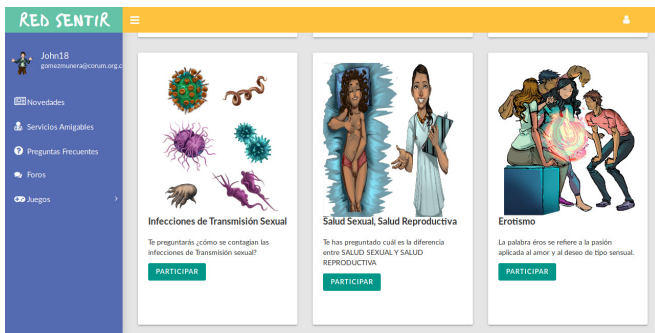 RED SENTIR
John18
gomezmunera@corum.org.c
Novedades
Servicios Amigables
Preguntas Frecuentes
Foros
Juegos
Infecciones de Transmisión Sexual
Te preguntarás ¿cómo se contagian las
infecciones de Transmisión sexual?
PARTICIPAR
Salud Sexual, Salud Reproductiva
Te has preguntado cuál es la diferencia
entre SALUD SEXUAL Y SALUD
REPRODUCTIVA
PARTICIPAR
Erotismo
La palabra éros se refiere a la pasión
aplicada al amor y al deseo de tipo sensual.
PARTICIPAR